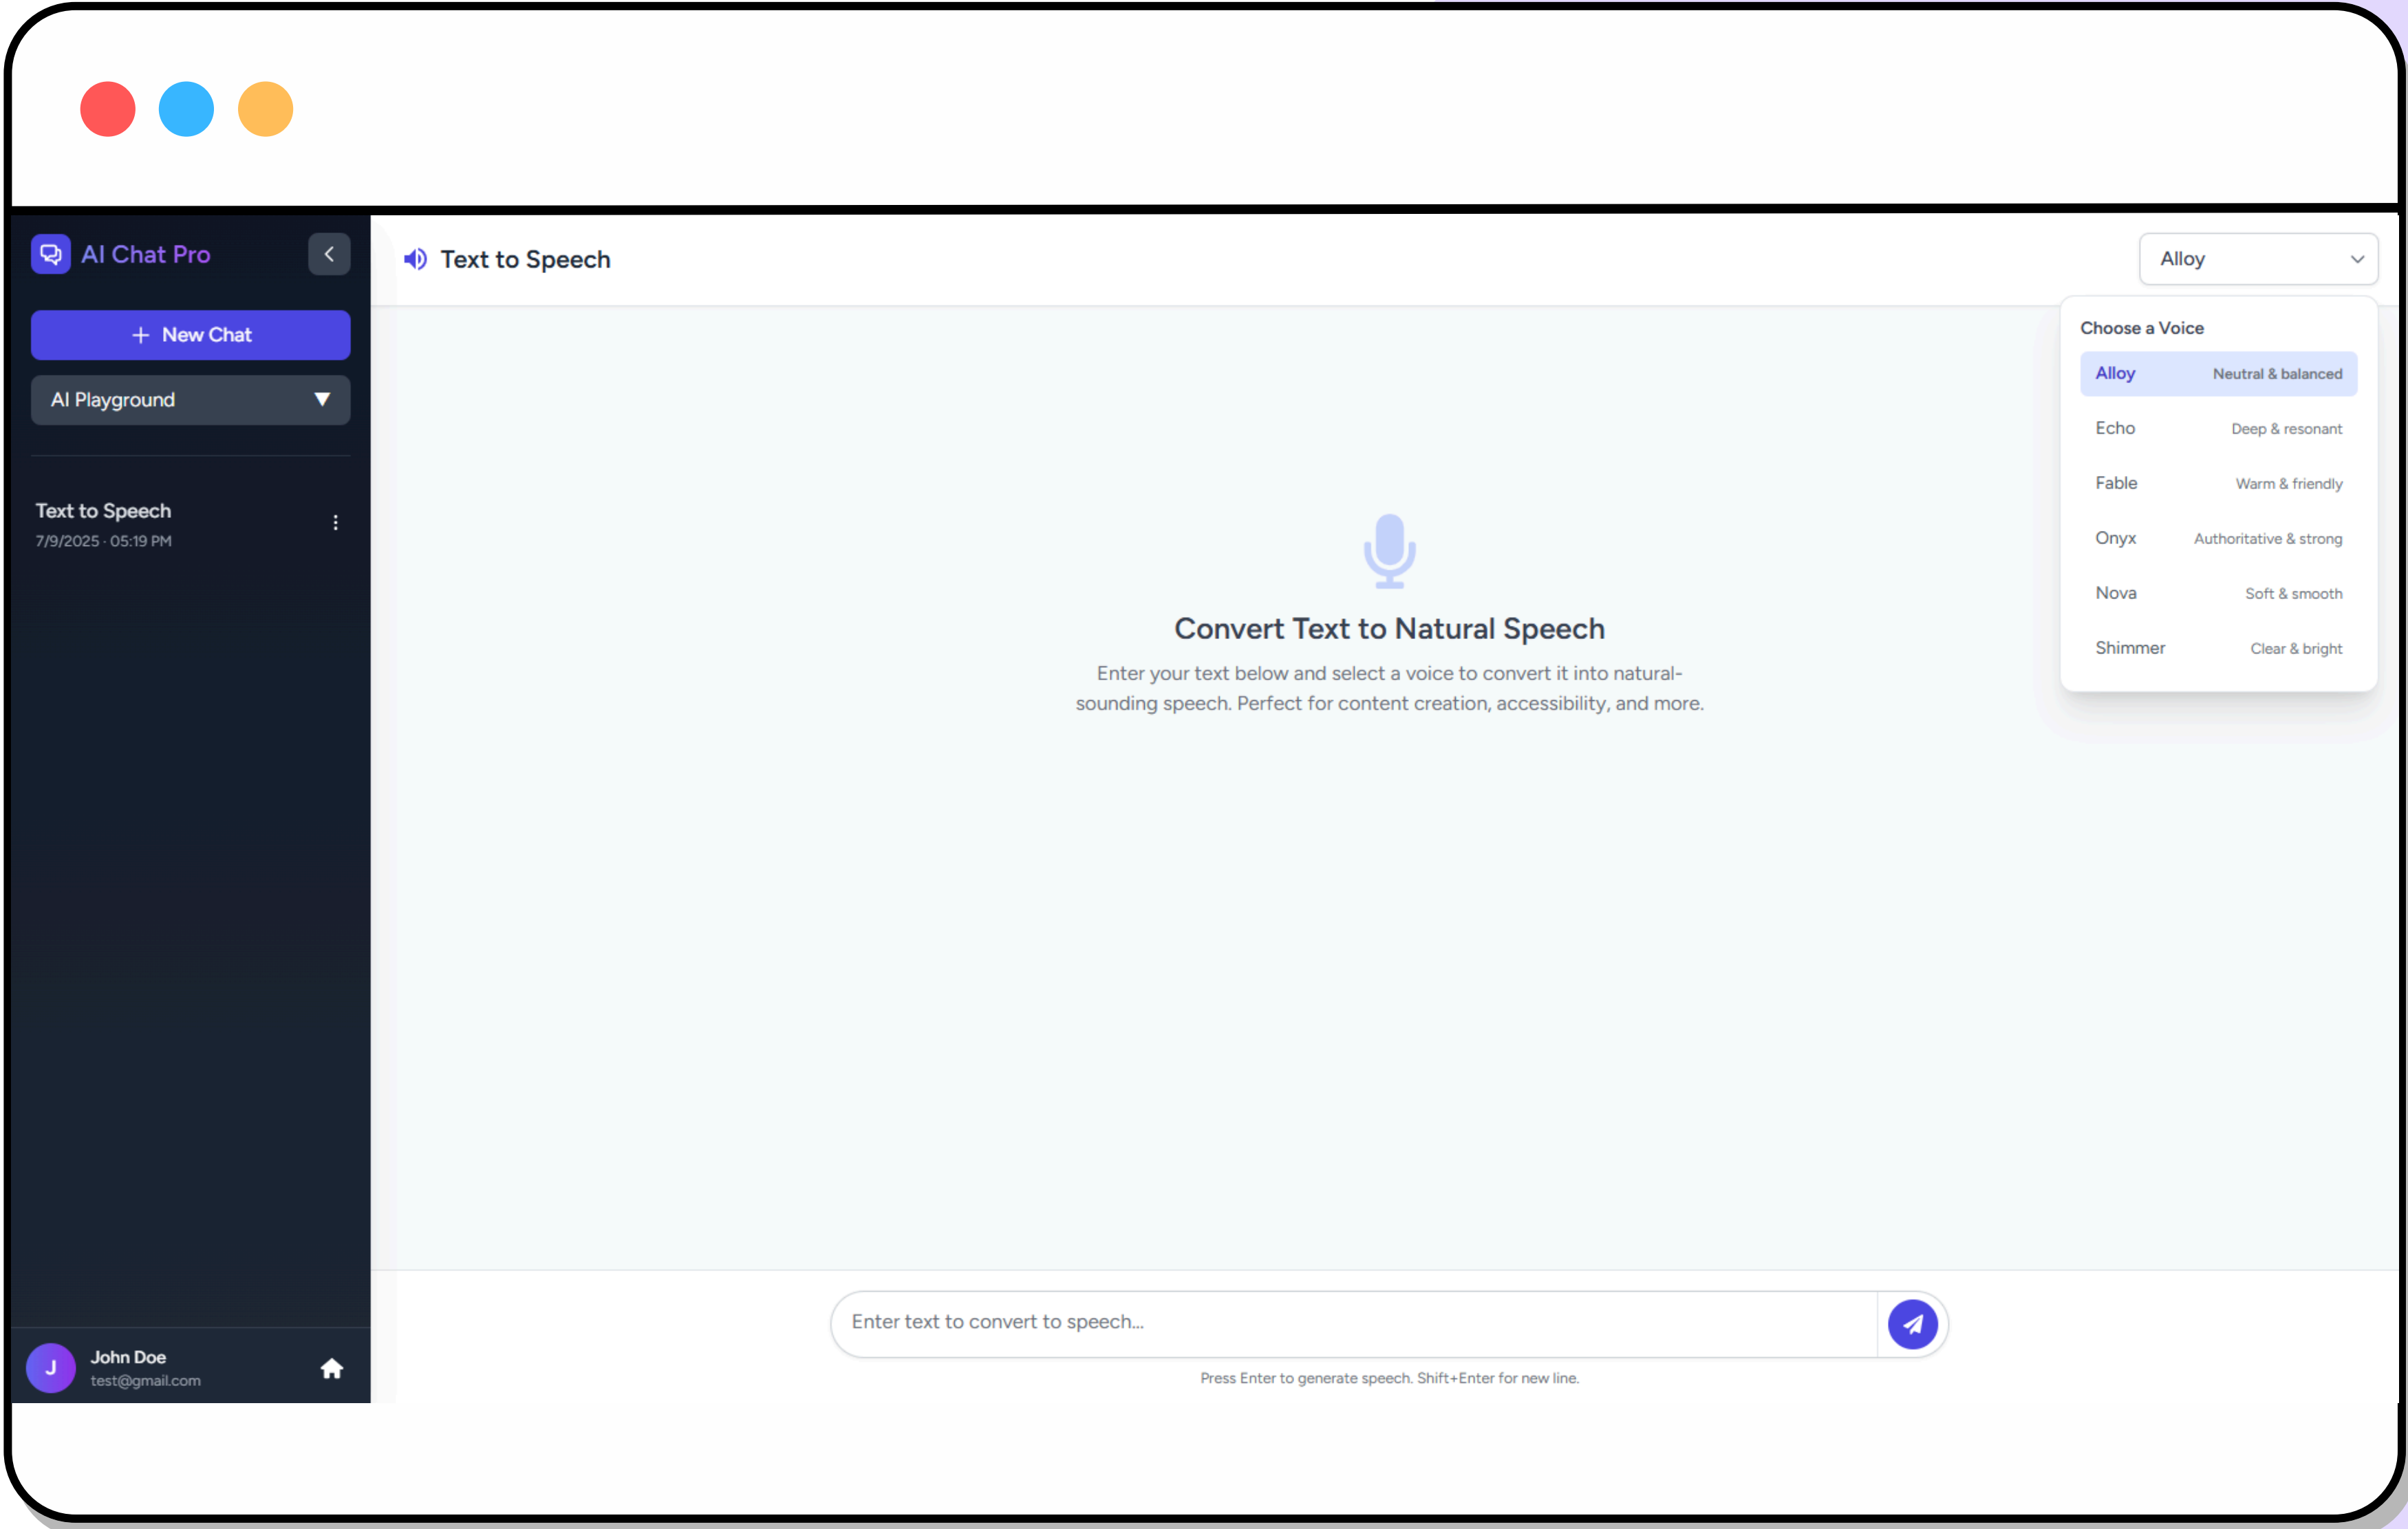 AI Chat Pro
New Chat
AI Playground
Text to Speech
7/9/2025 · 05:19 PM
J
John Doe
test@gmail.com
Text to Speech
Alloy
Choose a Voice
Alloy Neutral & balanced
Echo Deep & resonant
Fable Warm & friendly
Onyx Authoritative & strong
Nova Soft & smooth
Shimmer Clear & bright
Convert Text to Natural Speech
Enter your text below and select a voice to convert it into natural-
sounding speech. Perfect for content creation, accessibility, and more.
Enter text to convert to speech...
Press Enter to generate speech. Shift+Enter for new line.